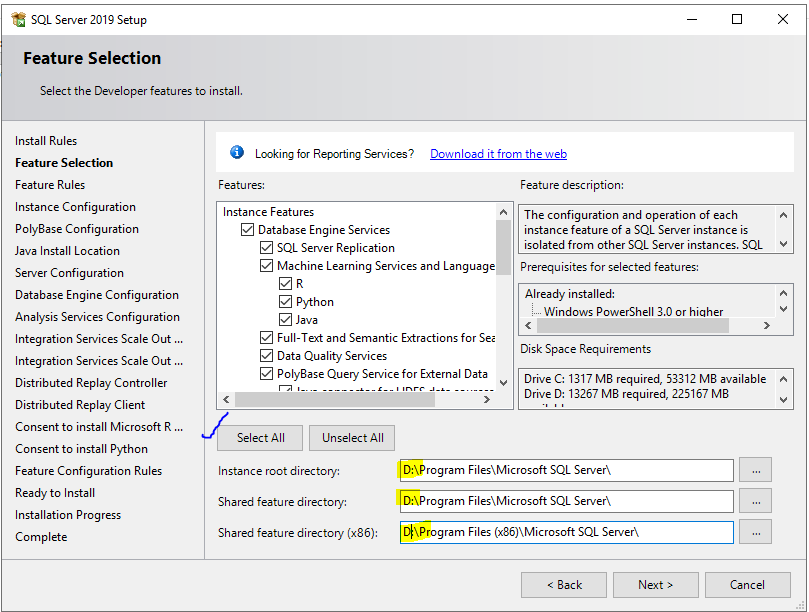 SQL Server 2019 Setup
Feature Selection
Select the Developer features to install.
Install Rules
Feature Selection
Feature Rules
Instance Configuration
PolyBase Configuration
Java Install Location
Server Configuration
Database Engine Configuration
Analysis Services Configuration
Integration Services Scale Out ...
Integration Services Scale Out ...
Distributed Replay Controller
Distributed Replay Client
Consent to install Microsoft R ...
Consent to install Python
Feature Configuration Rules
Ready to Install
Installation Progress
Complete
Looking for Reporting Services? Download it from the web
Features:
Instance Features
Database Engine Services
SQL Server Replication
Machine Learning Services and Language
R
Python
Java
Full-Text and Semantic Extractions for Sea
Data Quality Services
PolyBase Query Service for External Data
Java connector for HDFS data sources
Feature description:
The configuration and operation of each
instance feature of a SQL Server instance is
isolated from other SQL Server instances. SQL
Prerequisites for selected features:
Already installed:
Windows PowerShell 3.0 or higher
Disk Space Requirements
Drive C: 1317 MB required, 53312 MB available
Drive D: 13267 MB required, 225167 MB
Select All
Unselect All
Instance root directory: D:\Program Files\Microsoft SQL Server\ ...
Shared feature directory: D:\Program Files\Microsoft SQL Server\ ...
Shared feature directory (x86): D:\Program Files (x86)\Microsoft SQL Server\ ...
< Back
Next >
Cancel